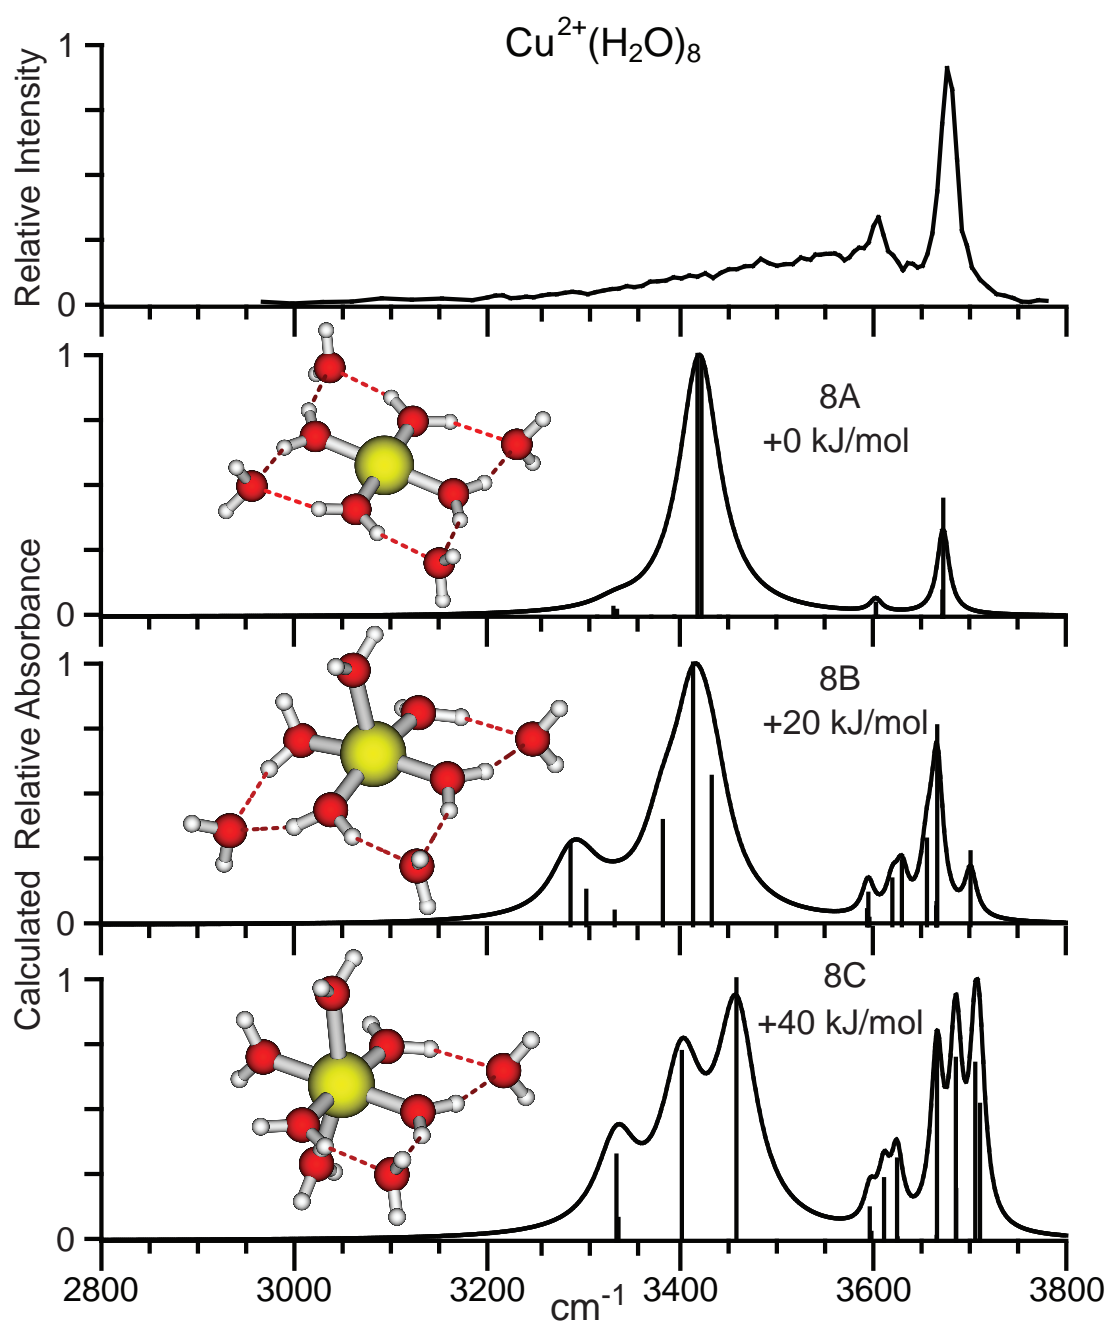 Cu²⁺(H₂O)₈
Relative Intensity
1
0
8A
+0 kJ/mol
1
0
Calculated Relative Absorbance
8B
+20 kJ/mol
1
0
8C
+40 kJ/mol
1
0
2800 3000 3200 3400 3600 3800
cm⁻¹